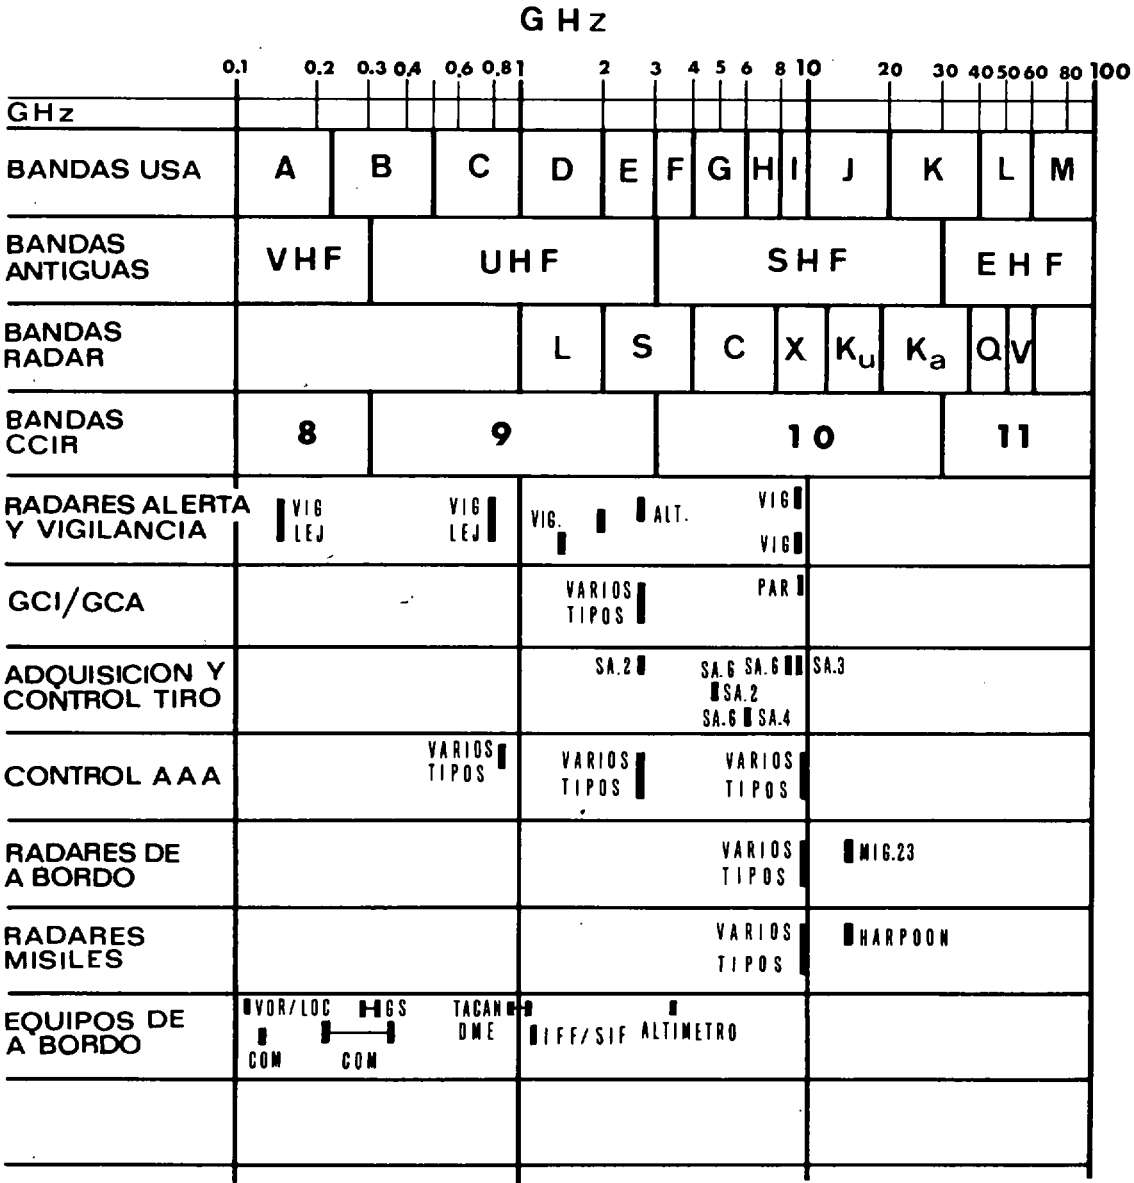 GHz
0.1 0.2 0.3 0.4 0.6 0.8 1 2 3 4 5 6 8 10 20 30 40 50 60 80 100
GHz
BANDAS USA A B C D E F G H I J K L M
BANDAS
ANTIGUAS
VHF UHF SHF EHF
BANDAS
RADAR
L S C X Ku Ka Q V
BANDAS
CCIR
8 9 10 11
RADARES ALERTA
Y VIGILANCIA
VIG
LEJ
VIG
LEJ
VIG.
ALT.
VIG
VIG
GCI/GCA
VARIOS
TIPOS
PAR
ADQUISICION Y
CONTROL TIRO
SA.2
SA.6 SA.6 SA.3
SA.2
SA.6 SA.4
CONTROL AAA
VARIOS
TIPOS
VARIOS
TIPOS
VARIOS
TIPOS
RADARES DE
A BORDO
VARIOS
TIPOS
MIG.23
RADARES
MISILES
VARIOS
TIPOS
HARPOON
EQUIPOS DE
A BORDO
VOR/LOC
COM
GS
COM
TACAN
DME
IFF/SIF
ALTIMETRO